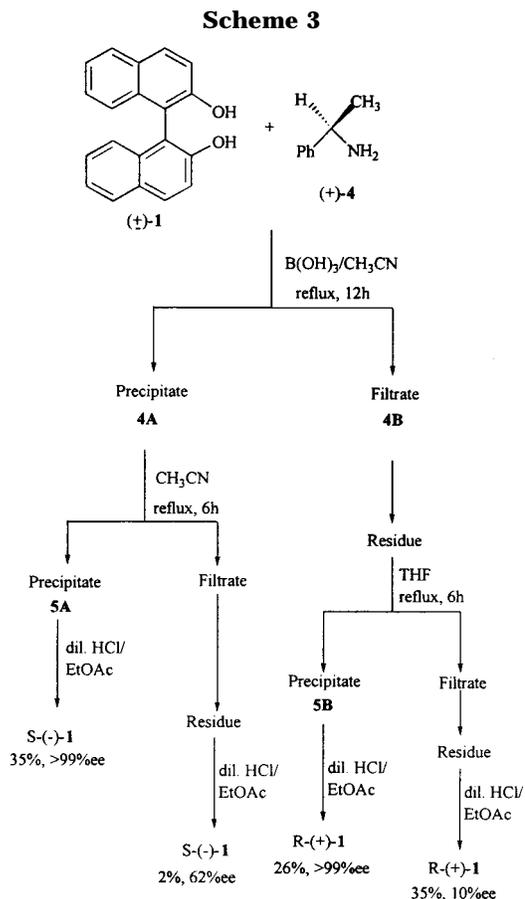 Scheme 3
OH
OH
+
H
CH₃
Ph
NH₂
(±)-1
(+)-4
B(OH)₃/CH₃CN
reflux, 12h
Precipitate
4A
Filtrate
4B
CH₃CN
reflux, 6h
Residue
THF
reflux, 6h
Precipitate
5A
Filtrate
dil. HCl/
EtOAc
S-(-)-1
35%, >99%ee
Residue
dil. HCl/
EtOAc
S-(-)-1
2%, 62%ee
Precipitate
5B
Filtrate
dil. HCl/
EtOAc
Residue
dil. HCl/
EtOAc
R-(+)-1
26%, >99%ee
R-(+)-1
35%, 10%ee